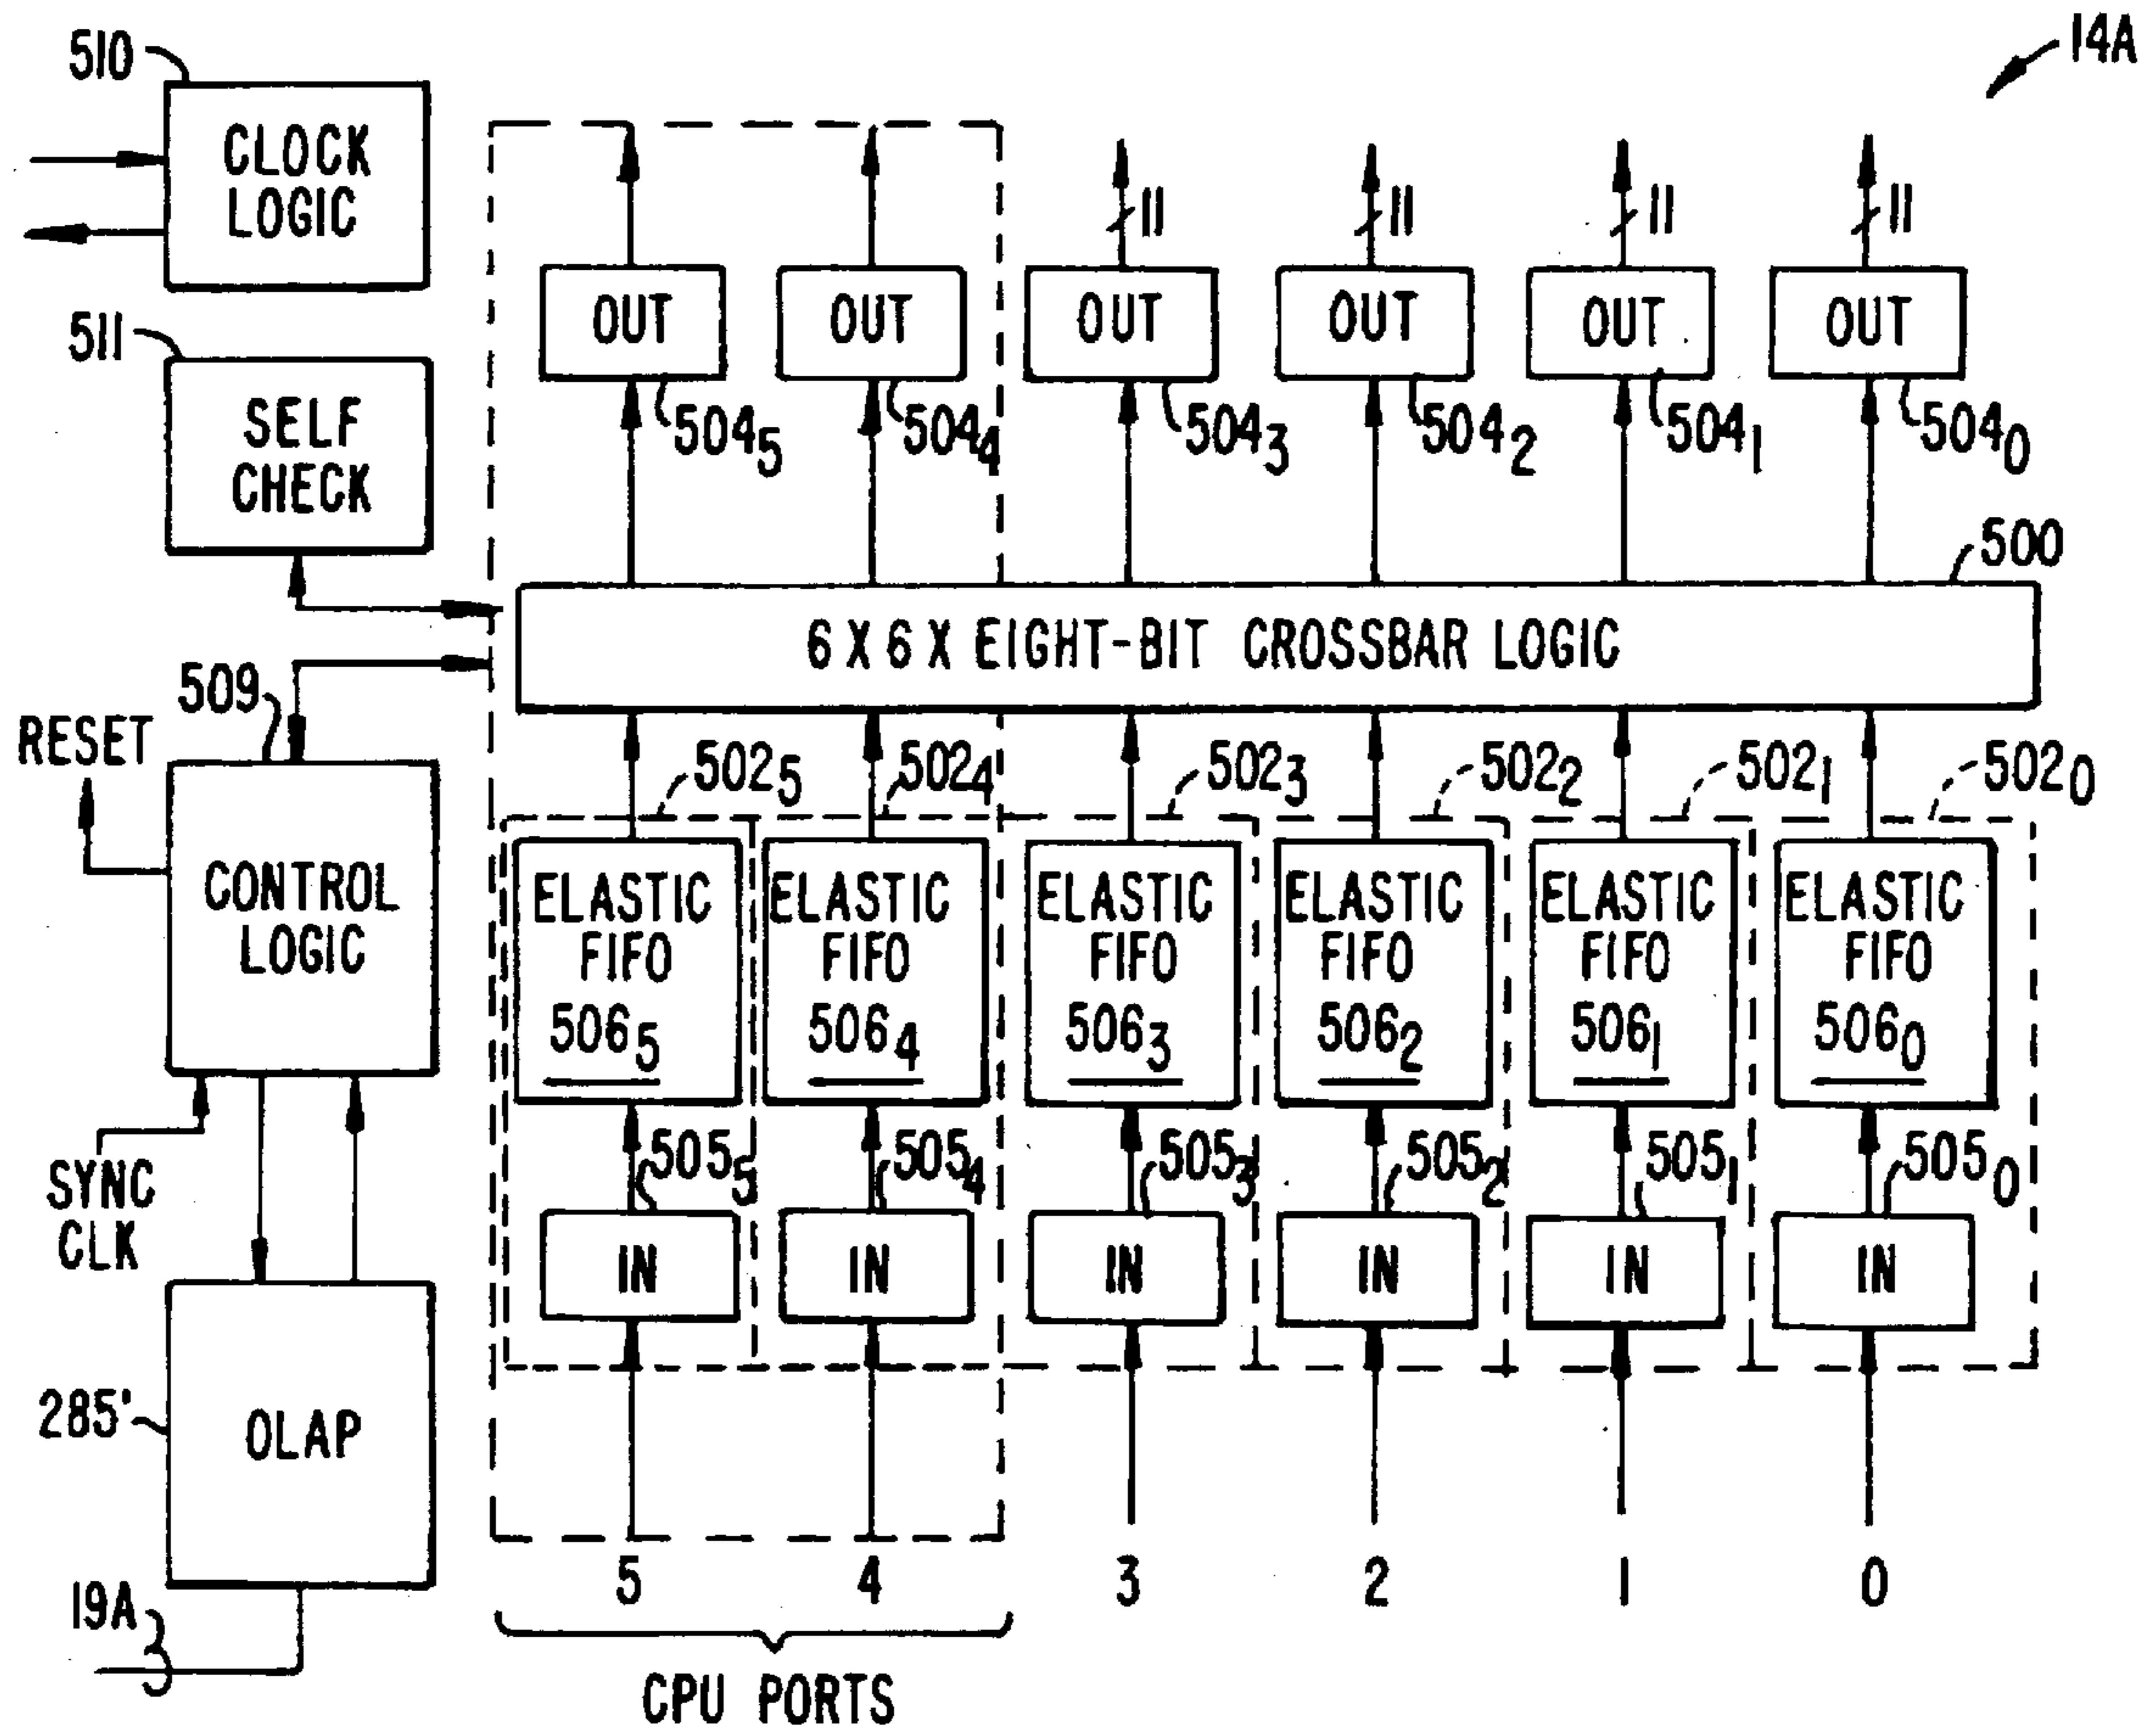 14A
510
CLOCK
LOGIC
11 11 11 11
511
SELF
CHECK
OUT OUT OUT OUT OUT OUT
504₅ 504₄ 504₃ 504₂ 504₁ 504₀
500
6 X 6 X EIGHT-BIT CROSSBAR LOGIC
509
RESET
CONTROL
LOGIC
502₅ 502₄ 502₃ 502₂ 502₁ 502₀
ELASTIC
FIFO
506₅
ELASTIC
FIFO
506₄
ELASTIC
FIFO
506₃
ELASTIC
FIFO
506₂
ELASTIC
FIFO
506₁
ELASTIC
FIFO
506₀
SYNC
CLK
505₅ 505₄ 505₃ 505₂ 505₁ 505₀
IN IN IN IN IN IN
285'
OLAP
19A
5 4 3 2 1 0
CPU PORTS